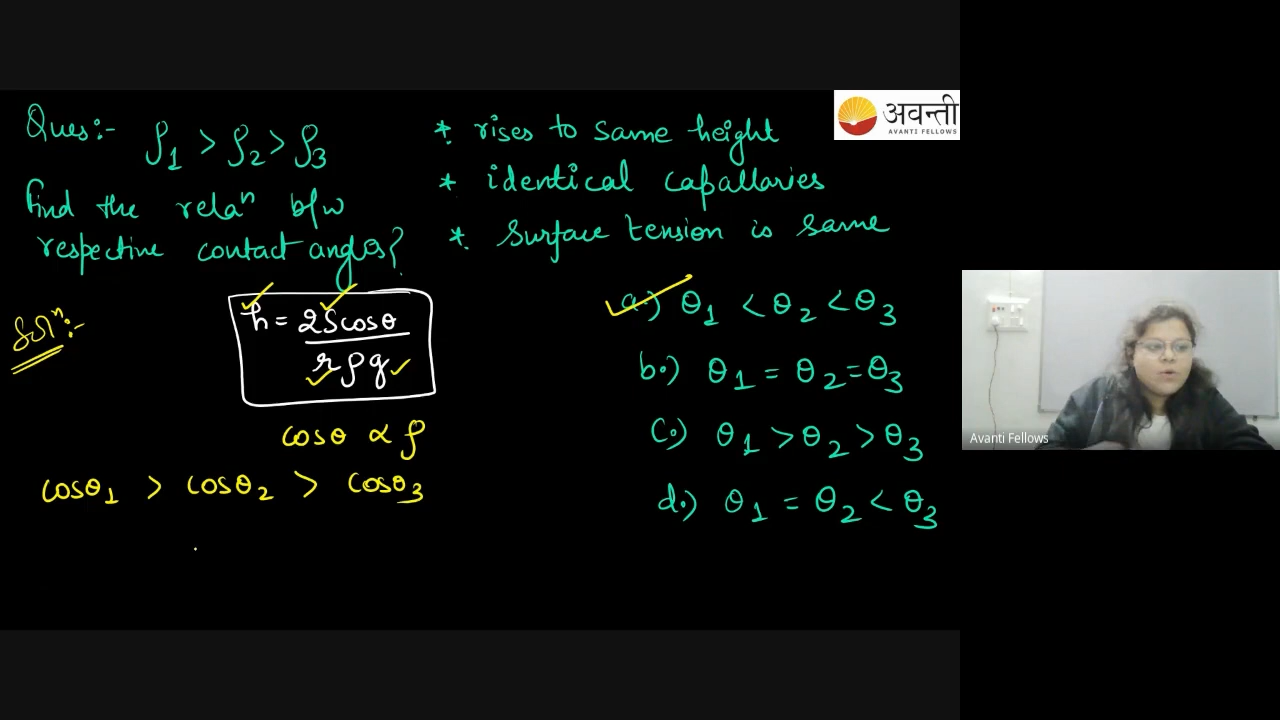 Ques:- ρ₁ > ρ₂ > ρ₃
Find the relaⁿ b/w
respective contact angles?
* rises to same height
* identical capallaries
* surface tension is same
अवन्ती
AVANTI FELLOWS
Solⁿ:-
h = 2Scosθ / rρg
cosθ ∝ ρ
cosθ₁ > cosθ₂ > cosθ₃
a.) θ₁ < θ₂ < θ₃
b.) θ₁ = θ₂ = θ₃
c.) θ₁ > θ₂ > θ₃
d.) θ₁ = θ₂ < θ₃
Avanti Fellows